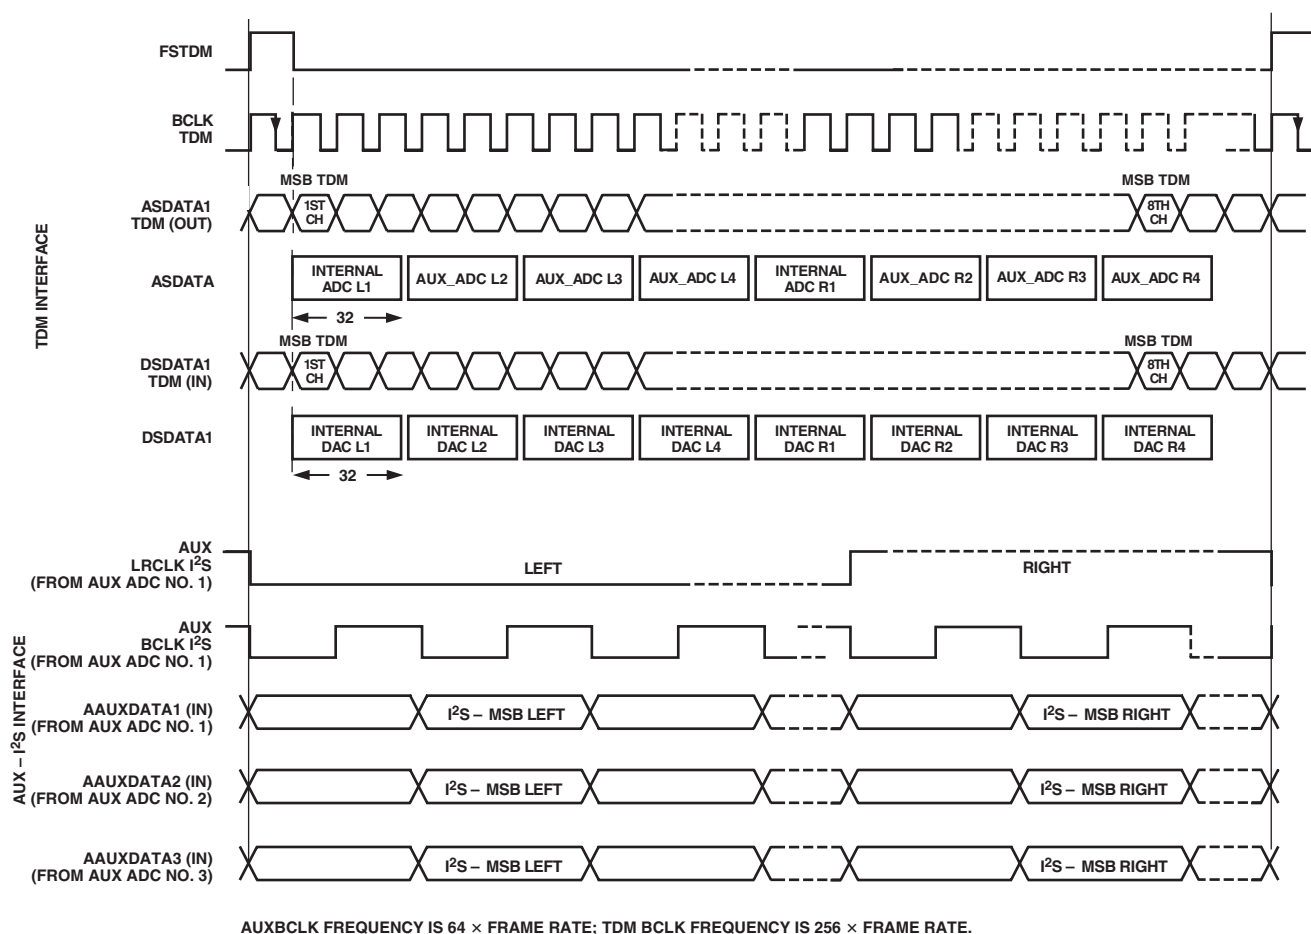 FSTDM
BCLK
TDM
MSB TDM
MSB TDM
ASDATA1
TDM (OUT)
1ST
CH
8TH
CH
ASDATA
INTERNAL
ADC L1
AUX_ADC L2
AUX_ADC L3
AUX_ADC L4
INTERNAL
ADC R1
AUX_ADC R2
AUX_ADC R3
AUX_ADC R4
32
TDM INTERFACE
MSB TDM
MSB TDM
DSDATA1
TDM (IN)
1ST
CH
8TH
CH
DSDATA1
INTERNAL
DAC L1
INTERNAL
DAC L2
INTERNAL
DAC L3
INTERNAL
DAC L4
INTERNAL
DAC R1
INTERNAL
DAC R2
INTERNAL
DAC R3
INTERNAL
DAC R4
32
AUX
LRCLK I²S
(FROM AUX ADC NO. 1)
LEFT
RIGHT
AUX
BCLK I²S
(FROM AUX ADC NO. 1)
AUX – I²S INTERFACE
AAUXDATA1 (IN)
(FROM AUX ADC NO. 1)
I²S – MSB LEFT
I²S – MSB RIGHT
AAUXDATA2 (IN)
(FROM AUX ADC NO. 2)
I²S – MSB LEFT
I²S – MSB RIGHT
AAUXDATA3 (IN)
(FROM AUX ADC NO. 3)
I²S – MSB LEFT
I²S – MSB RIGHT
AUXBCLK FREQUENCY IS 64 × FRAME RATE; TDM BCLK FREQUENCY IS 256 × FRAME RATE.